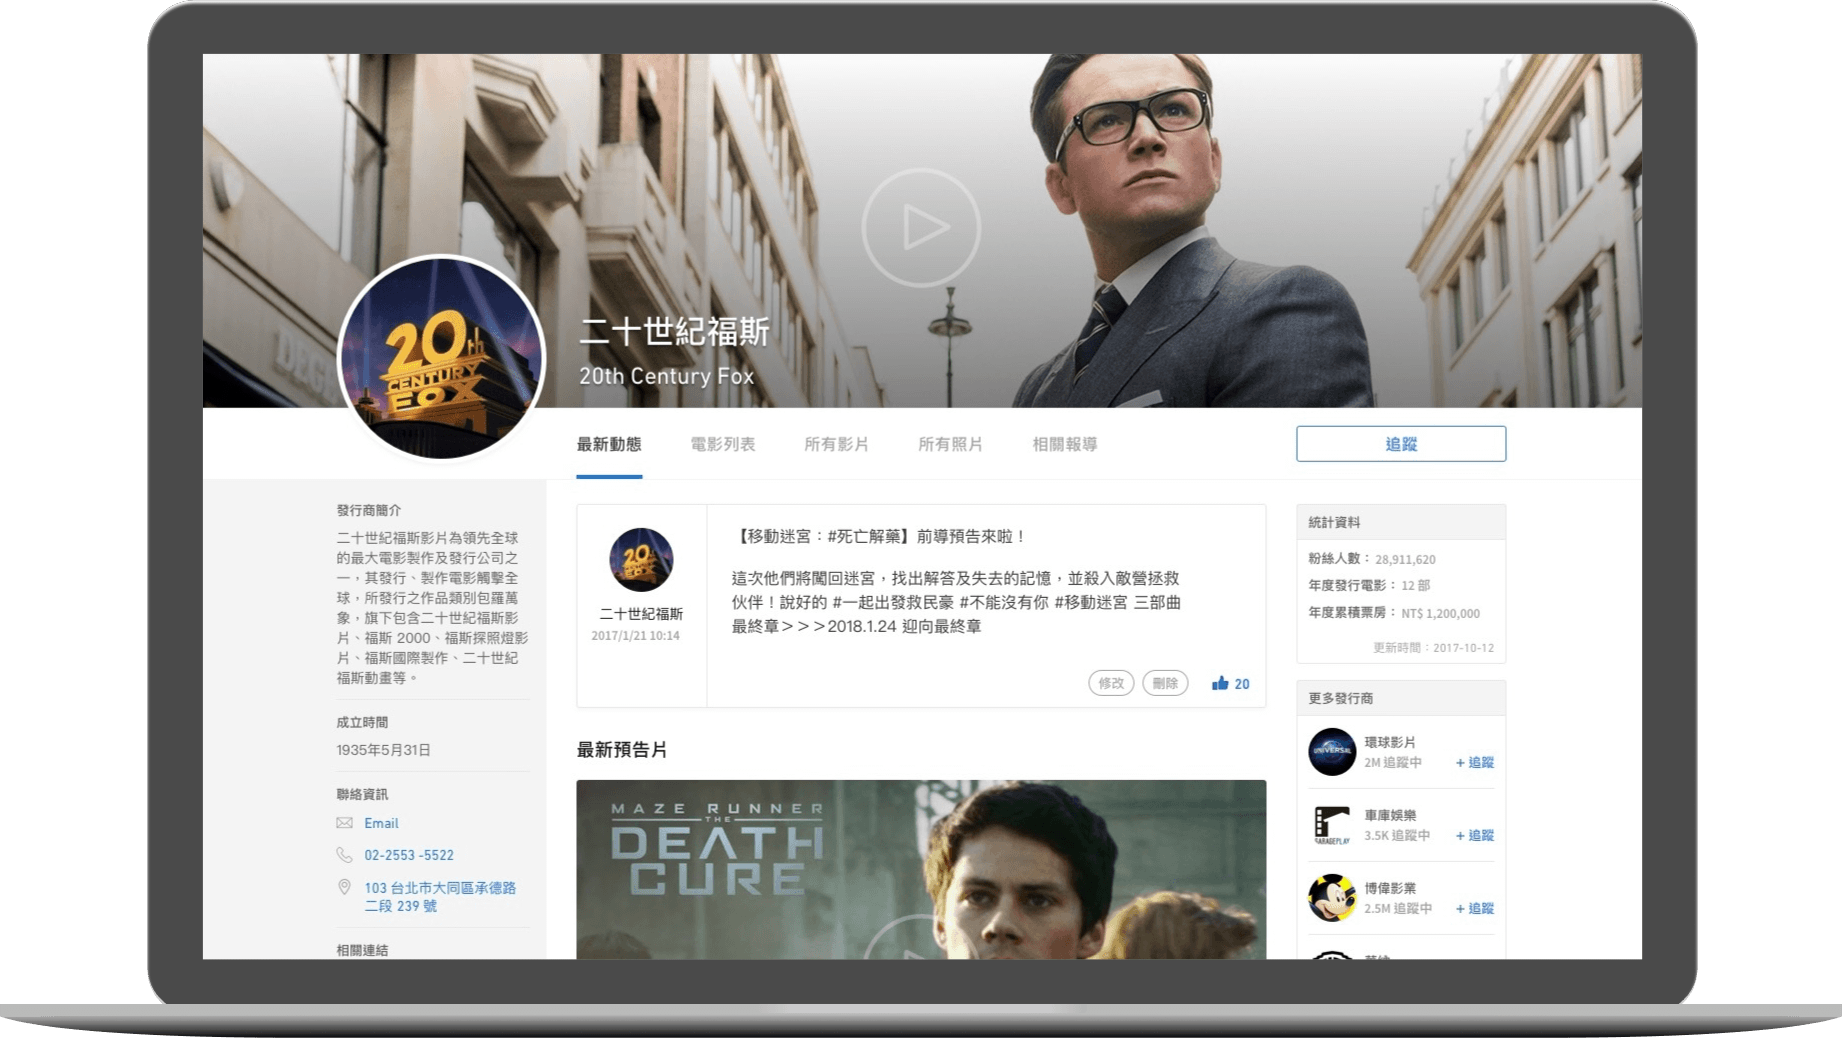 DEGA
20th
CENTURY
FOX
二十世紀福斯
20th Century Fox
最新動態
電影列表
所有影片
所有照片
相關報導
追蹤
發行商簡介
二十世紀福斯影片為領先全球
的最大電影製作及發行公司之
一，其發行、製作電影觸擊全
球，所發行之作品類別包羅萬
象，旗下包含二十世紀福斯影
片、福斯 2000、福斯探照燈影
片、福斯國際製作、二十世紀
福斯動畫等。
成立時間
1935年5月31日
聯絡資訊
Email
02-2553 -5522
103 台北市大同區承德路
二段 239 號
相關連結
二十世紀福斯
2017/1/21 10:14
【移動迷宮：#死亡解藥】前導預告來啦！
這次他們將闖回迷宮，找出解答及失去的記憶，並殺入敵營拯救
伙伴！說好的 #一起出發救民豪 #不能沒有你 #移動迷宮 三部曲
最終章＞＞＞2018.1.24 迎向最終章
修改
刪除
20
最新預告片
MAZE RUNNER
THE
DEATH
CURE
統計資料
粉絲人數： 28,911,620
年度發行電影： 12 部
年度累積票房： NT$ 1,200,000
更新時間：2017-10-12
更多發行商
UNIVERSAL
環球影片
2M 追蹤中
+ 追蹤
GARAGEPLAY
車庫娛樂
3.5K 追蹤中
+ 追蹤
博偉影業
2.5M 追蹤中
+ 追蹤